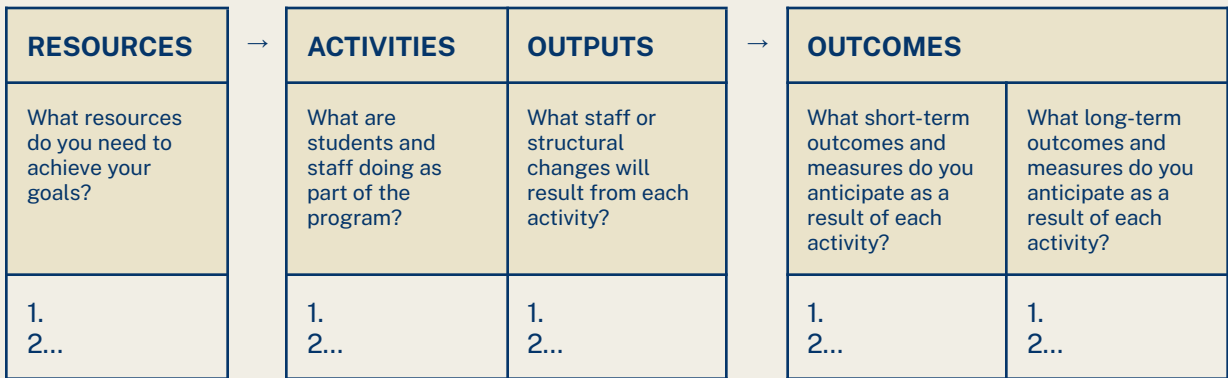 RESOURCES
→
ACTIVITIES
OUTPUTS
→
OUTCOMES
What resources
do you need to
achieve your
goals?
What are
students and
staff doing as
part of the
program?
What staff or
structural
changes will
result from each
activity?
What short-term
outcomes and
measures do you
anticipate as a
result of each
activity?
What long-term
outcomes and
measures do you
anticipate as a
result of each
activity?
1.
2...
1.
2...
1.
2...
1.
2...
1.
2...